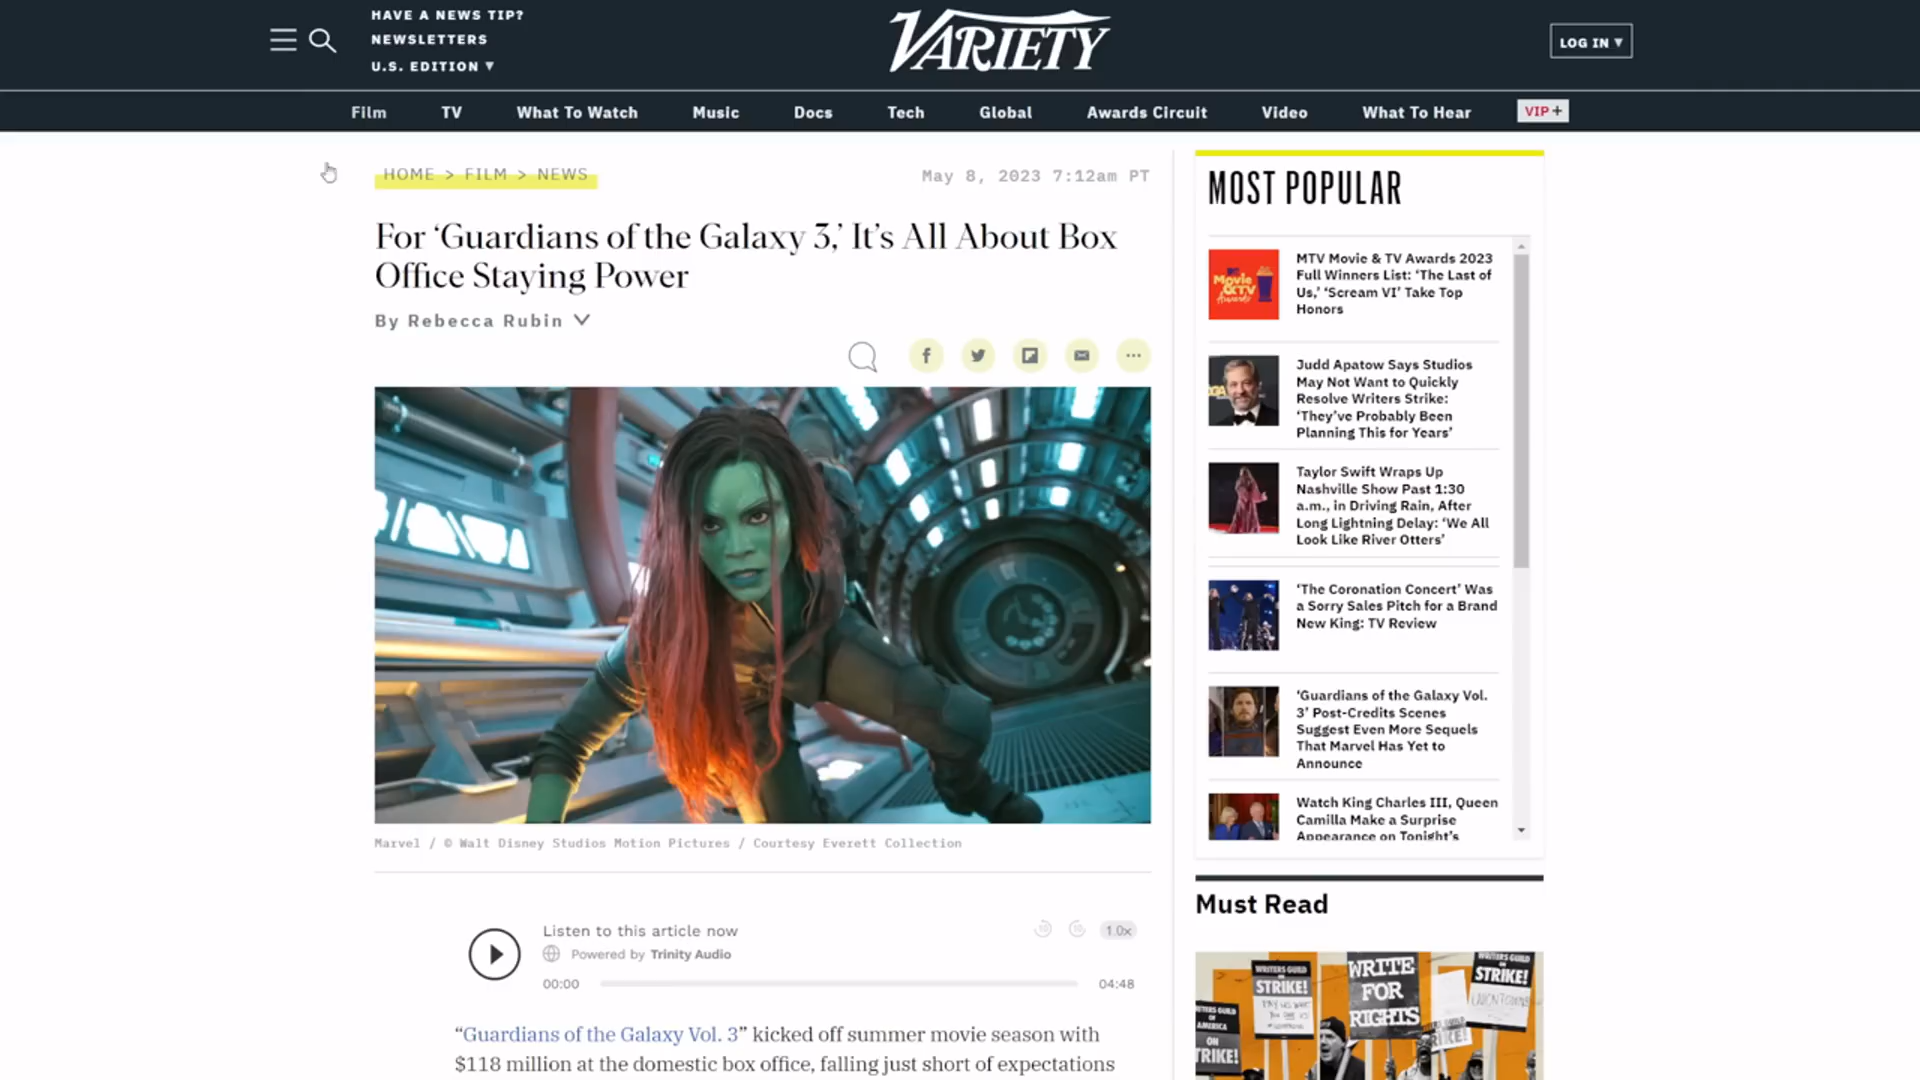 HAVE A NEWS TIP?
NEWSLETTERS
U.S. EDITION ▼
VARIETY
LOG IN ▼
Film
TV
What To Watch
Music
Docs
Tech
Global
Awards Circuit
Video
What To Hear
VIP+
HOME > FILM > NEWS
May 8, 2023 7:12am PT
For ‘Guardians of the Galaxy 3,’ It’s All About Box
Office Staying Power
By Rebecca Rubin
Marvel / © Walt Disney Studios Motion Pictures / Courtesy Everett Collection
Listen to this article now
Powered by Trinity Audio
1.0x
00:00
04:48
“Guardians of the Galaxy Vol. 3” kicked off summer movie season with
$118 million at the domestic box office, falling just short of expectations
MOST POPULAR
MTV Movie & TV Awards 2023
Full Winners List: ‘The Last of
Us,’ ‘Scream VI’ Take Top
Honors
Judd Apatow Says Studios
May Not Want to Quickly
Resolve Writers Strike:
‘They’ve Probably Been
Planning This for Years’
Taylor Swift Wraps Up
Nashville Show Past 1:30
a.m., in Driving Rain, After
Long Lightning Delay: ‘We All
Look Like River Otters’
‘The Coronation Concert’ Was
a Sorry Sales Pitch for a Brand
New King: TV Review
‘Guardians of the Galaxy Vol.
3’ Post-Credits Scenes
Suggest Even More Sequels
That Marvel Has Yet to
Announce
Watch King Charles III, Queen
Camilla Make a Surprise
Appearance on Tonight’s
Must Read
WRITERS GUILD
STRIKE!
WRITE
FOR
RIGHTS
WRITERS GUILD
STRIKE!